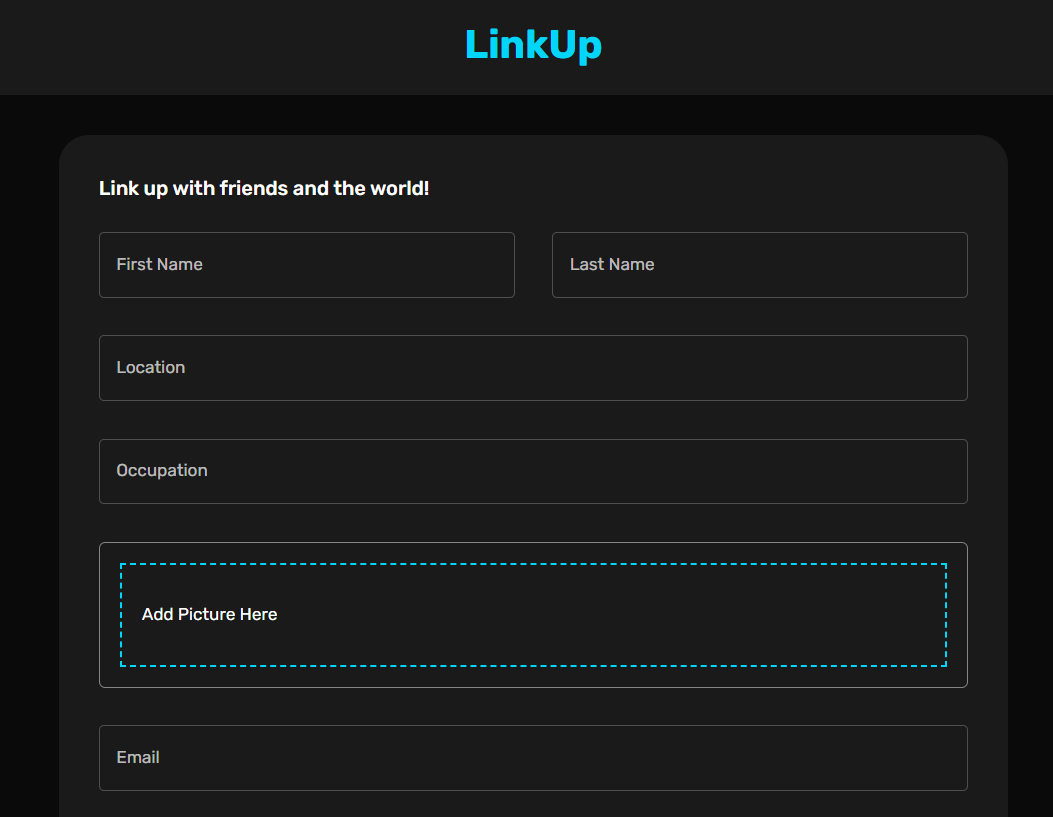 LinkUp
Link up with friends and the world!
First Name Last Name
Location
Occupation
Add Picture Here
Email